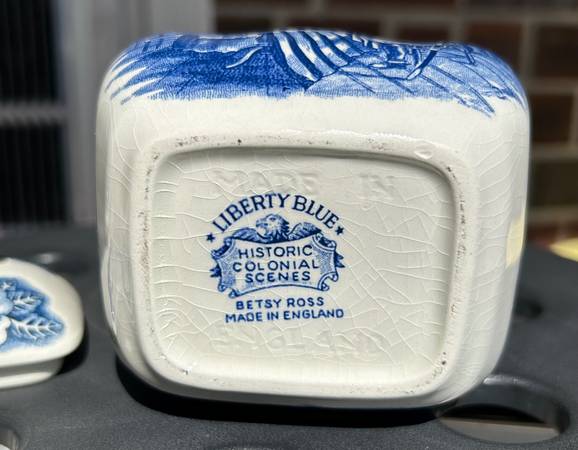 MADE IN
LIBERTY BLUE
HISTORIC
COLONIAL
SCENES
BETSY ROSS
MADE IN ENGLAND
ENGLAND